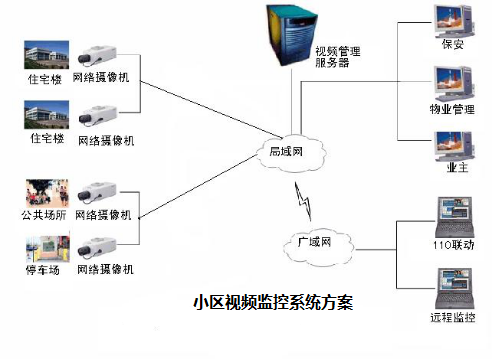 视频管理
服务器
保安
住宅楼
网络摄像机
物业管理
住宅楼
网络摄像机
局域网
业主
公共场所
网络摄像机
广域网
110联动
停车场
网络摄像机
小区视频监控系统方案
远程监控